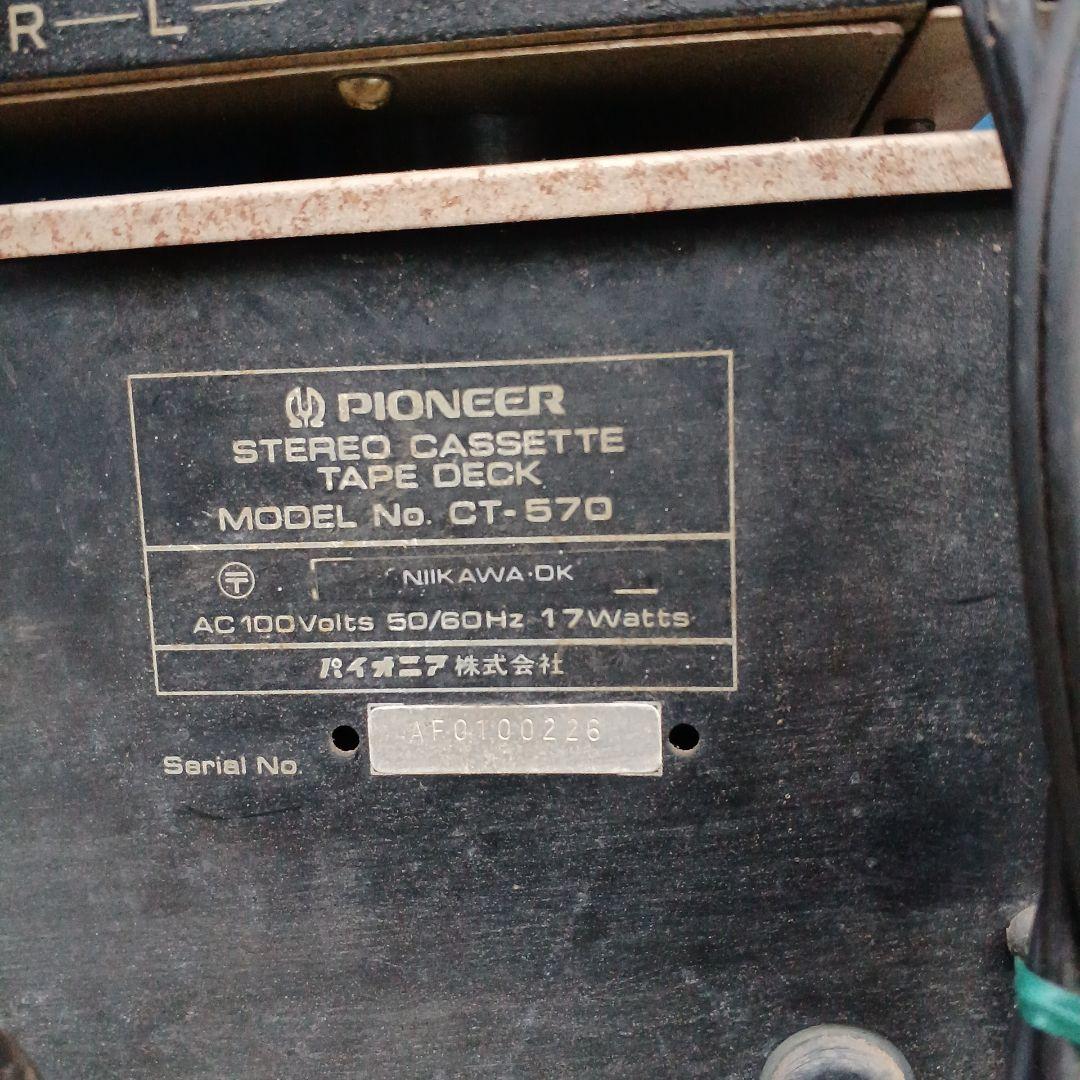 R—L—
PIONEER
STEREO CASSETTE
TAPE DECK
MODEL No. CT-570
〒 NIIKAWA·DK
AC 100Volts 50/60Hz 17Watts
パイオニア株式会社
AF0100226
Serial No.